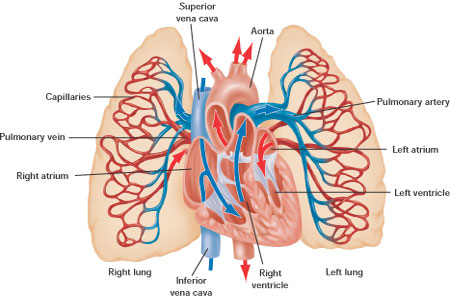 Superior
vena cava
Aorta
Capillaries
Pulmonary artery
Pulmonary vein
Left atrium
Right atrium
Left ventricle
Right lung
Inferior
vena cava
Right
ventricle
Left lung